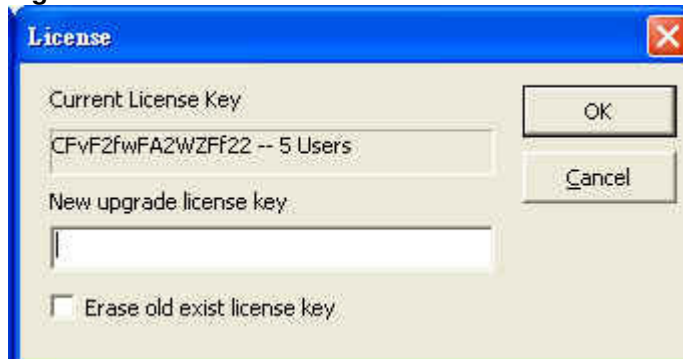 License
Current License Key
OK
CFvF2fwFA2WZFf22 -- 5 Users
Cancel
New upgrade license key
Erase old exist license key